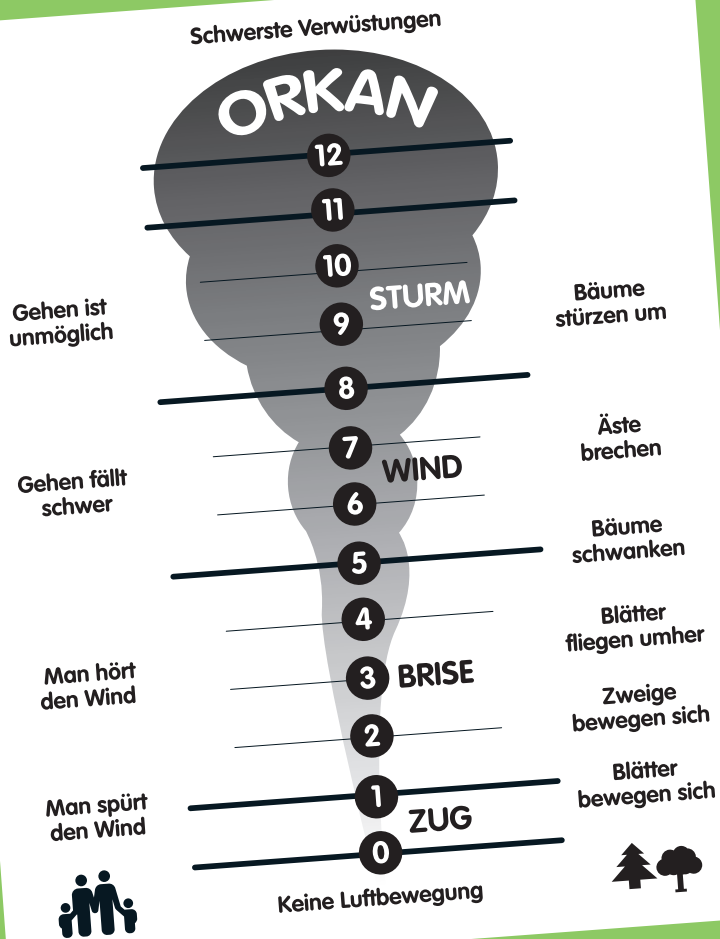 Schwerste Verwüstungen
ORKAN
12
11
10
STURM
9
Gehen ist
unmöglich
Bäume
stürzen um
8
7
WIND
6
Gehen fällt
schwer
Äste
brechen
Bäume
schwanken
5
4
Blätter
fliegen umher
3
BRISE
Man hört
den Wind
Zweige
bewegen sich
2
1
Blätter
bewegen sich
Man spürt
den Wind
ZUG
0
Keine Luftbewegung